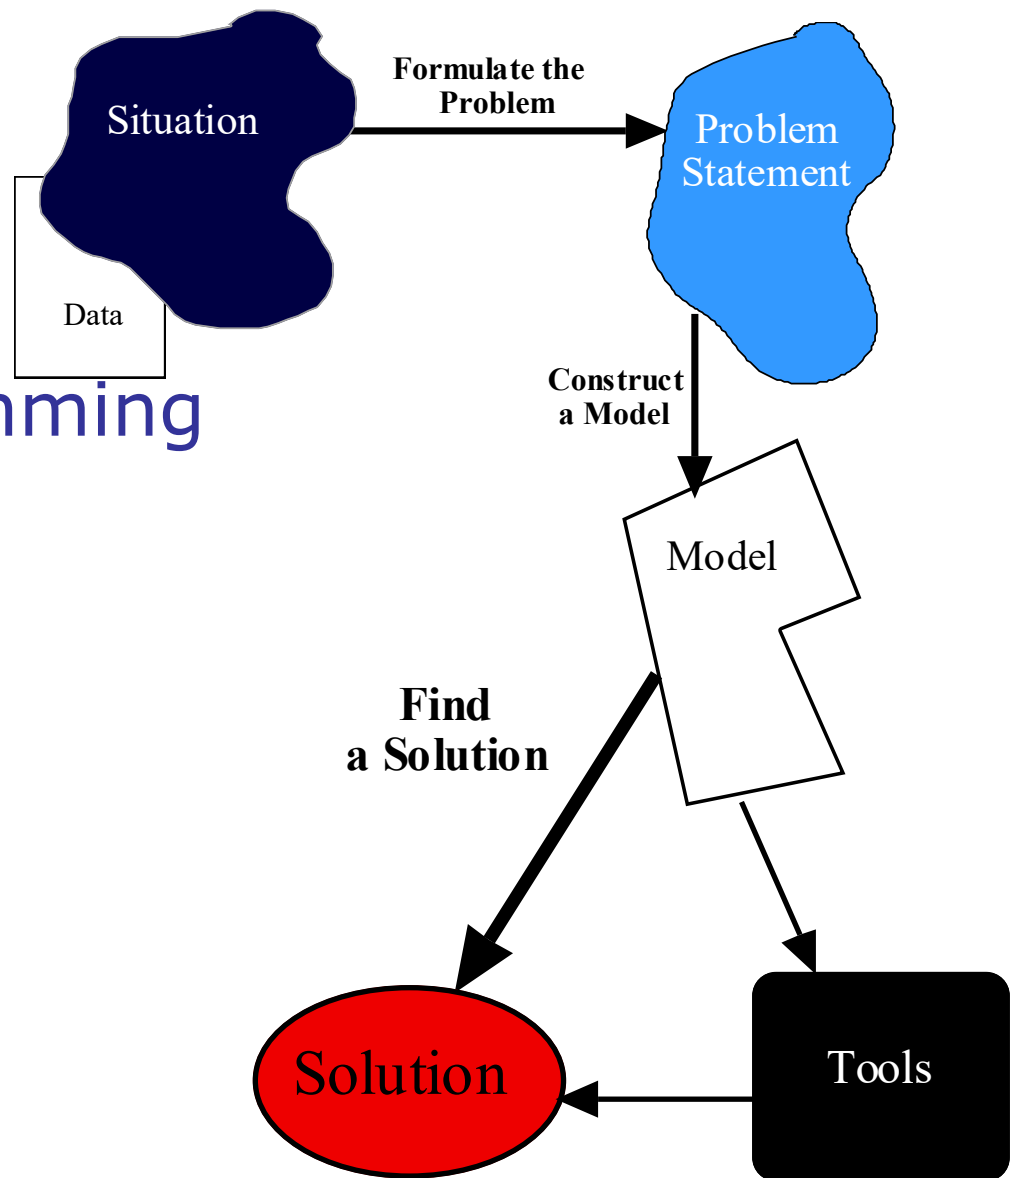 Formulate the
Problem
Situation
Problem
Statement
Data
Construct
a Model
mming
Model
Find
a Solution
Solution
Tools